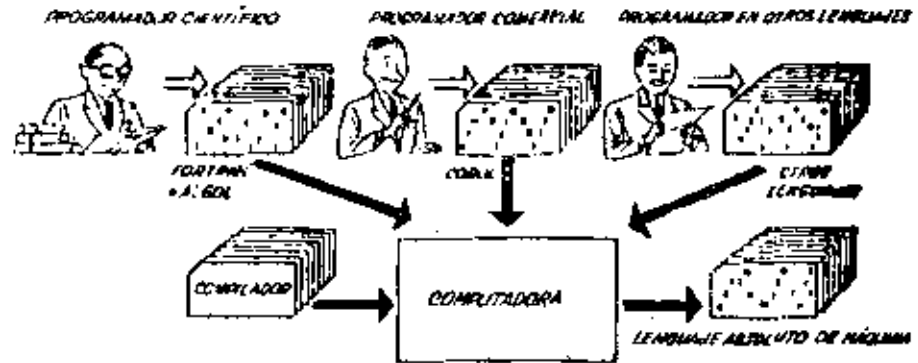 PROGRAMADOR CIENTÍFICO
PROGRAMADOR COMERCIAL
PROGRAMADOR EN OTROS LENGUAJES
FORTRAN
o ALGOL
COBOL
OTROS
LENGUAJES
COMPILADOR
COMPUTADORA
LENGUAJE ABSOLUTO DE MÁQUINA